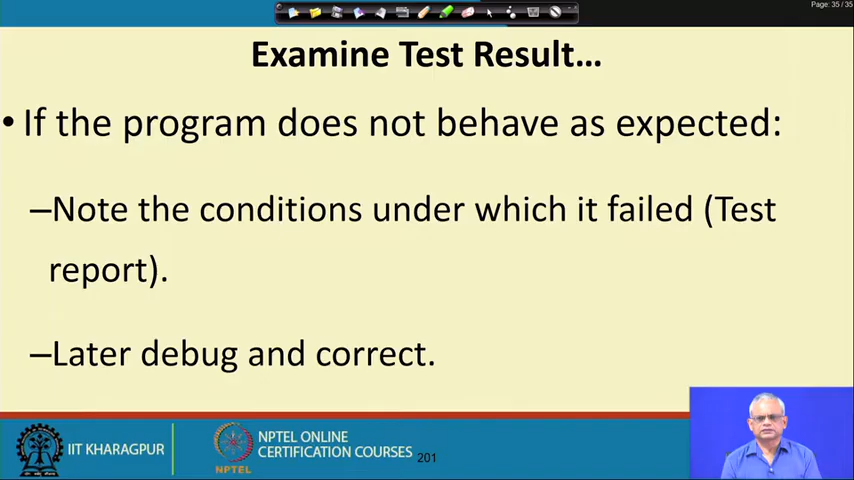 Page: 35 / 35
Examine Test Result...
• If the program does not behave as expected:
–Note the conditions under which it failed (Test
report).
–Later debug and correct.
IIT KHARAGPUR
NPTEL
NPTEL ONLINE
CERTIFICATION COURSES
201